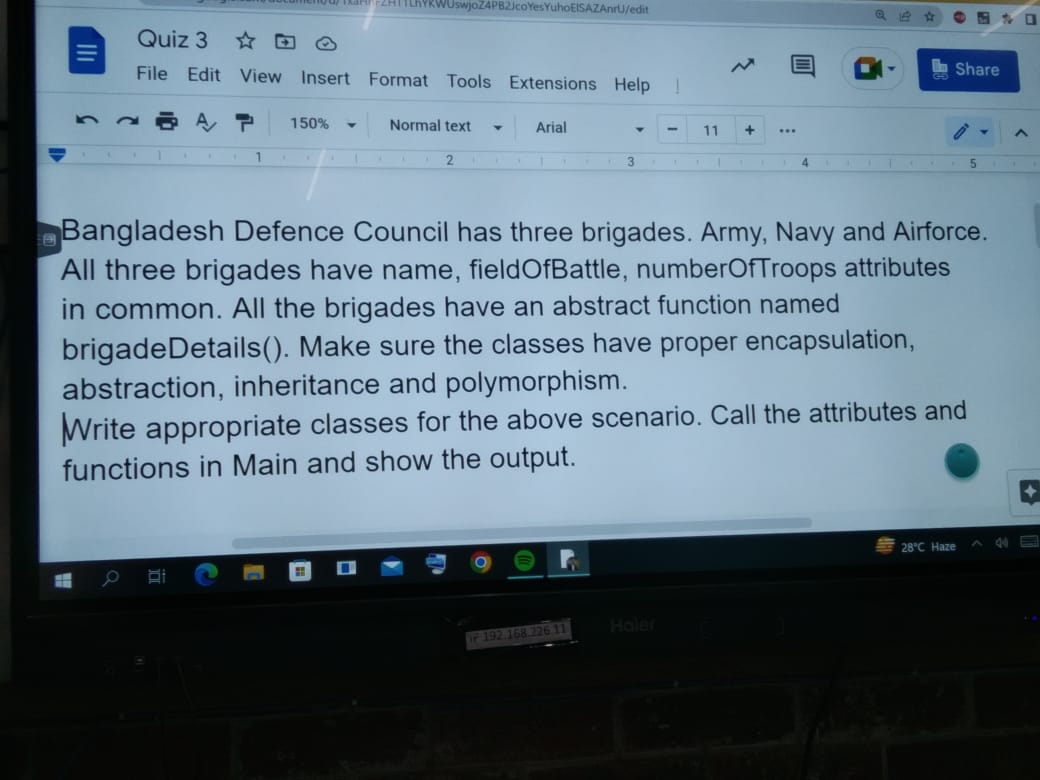 Quiz 3
File Edit View Insert Format Tools Extensions Help
Share
150% Normal text Arial 11
1 2 3 4 5
Bangladesh Defence Council has three brigades. Army, Navy and Airforce.
All three brigades have name, fieldOfBattle, numberOfTroops attributes
in common. All the brigades have an abstract function named
brigadeDetails(). Make sure the classes have proper encapsulation,
abstraction, inheritance and polymorphism.
Write appropriate classes for the above scenario. Call the attributes and
functions in Main and show the output.
28°C Haze
IP 192.168.226.11
Haier